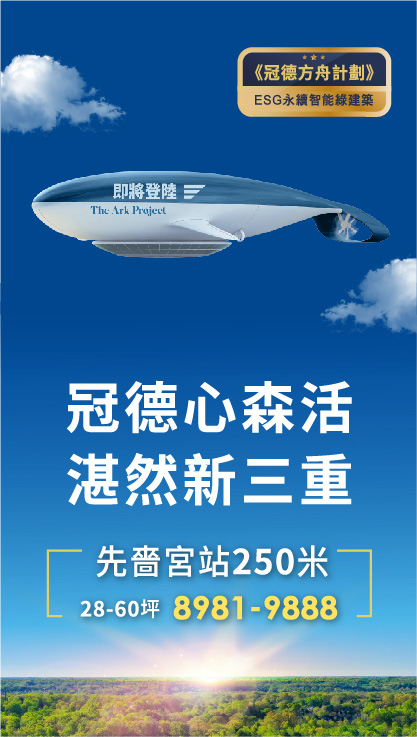 《冠德方舟計劃》
ESG永續智能綠建築
即將登陸
The Ark Project
冠德心森活
湛然新三重
先嗇宮站250米
28-60坪 8981-9888